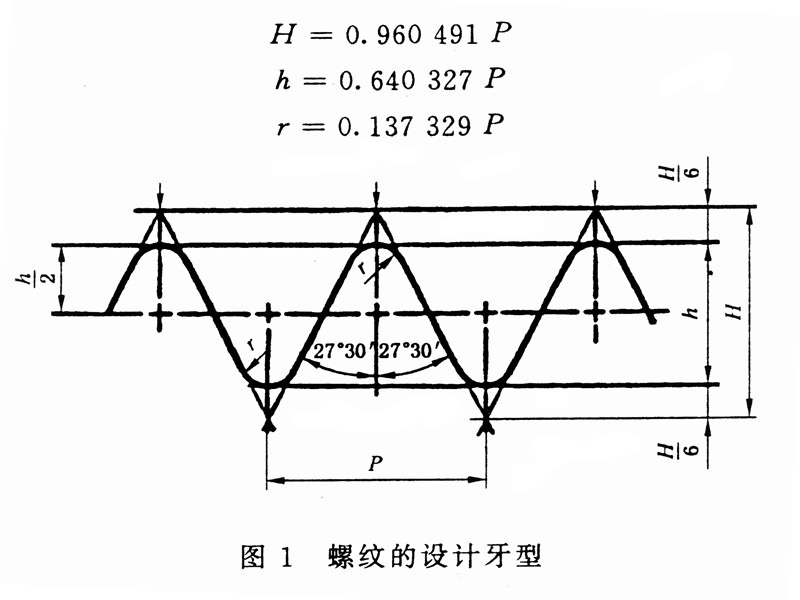 H = 0.960 491 P
h = 0.640 327 P
r = 0.137 329 P
H/6
h/2
r
h
H
r
27°30′ 27°30′
H/6
P
图 1 螺纹的设计牙型